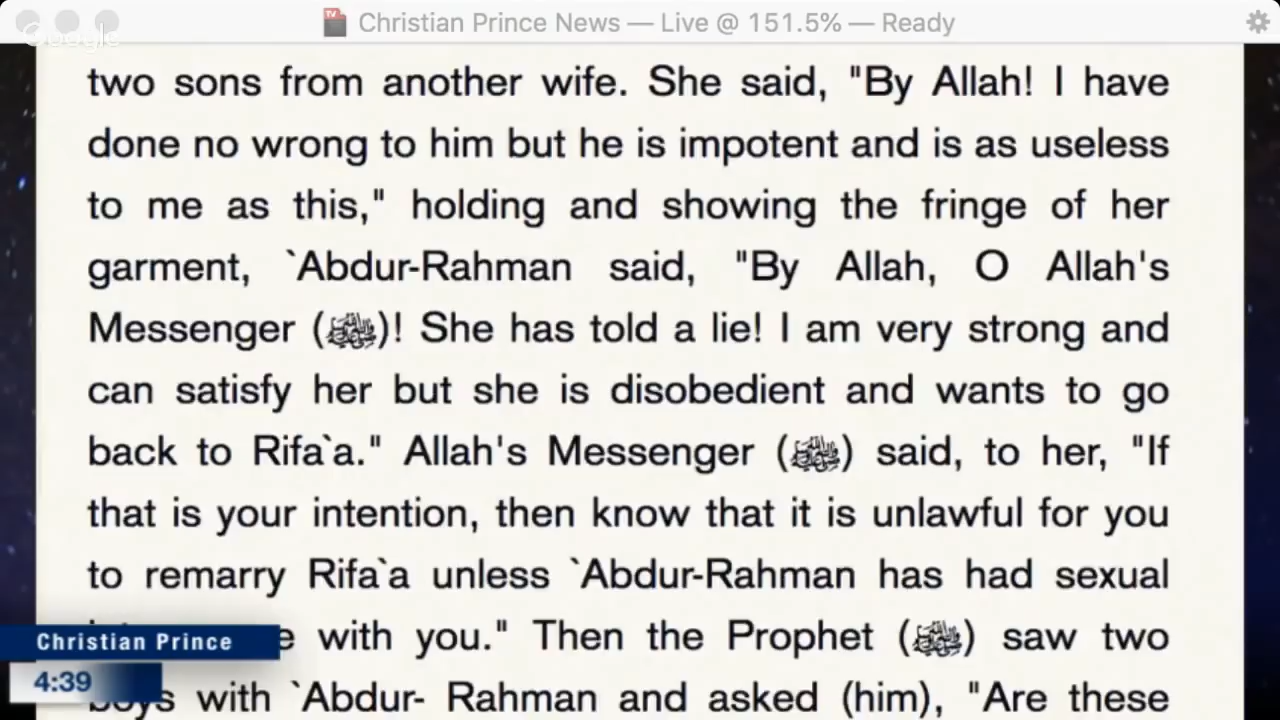 Christian Prince News — Live @ 151.5% — Ready
Google
two sons from another wife. She said, "By Allah! I have
done no wrong to him but he is impotent and is as useless
to me as this," holding and showing the fringe of her
garment, `Abdur-Rahman said, "By Allah, O Allah's
Messenger (ﷺ)! She has told a lie! I am very strong and
can satisfy her but she is disobedient and wants to go
back to Rifa`a." Allah's Messenger (ﷺ) said, to her, "If
that is your intention, then know that it is unlawful for you
to remarry Rifa`a unless `Abdur-Rahman has had sexual
with you." Then the Prophet (ﷺ) saw two
boys with `Abdur- Rahman and asked (him), "Are these
Christian Prince
4:39